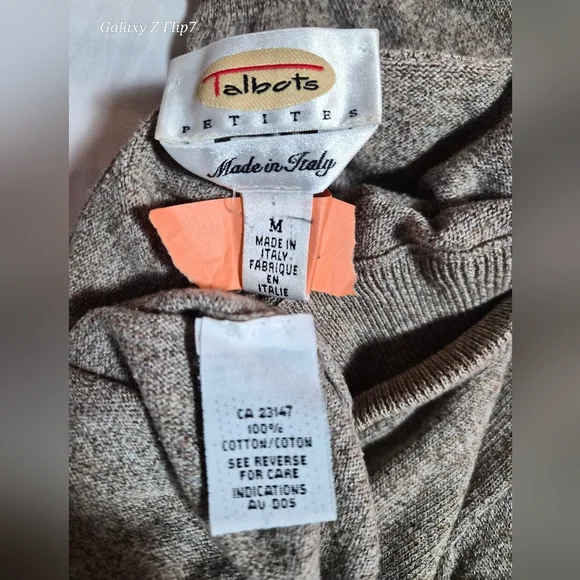 Galaxy Z Flip7
Talbots
PETITES
Made in Italy
M
MADE IN
ITALY
FABRIQUE
EN
ITALIE
CA 23147
100%
COTTON/COTON
SEE REVERSE
FOR CARE
INDICATIONS
AU DOS